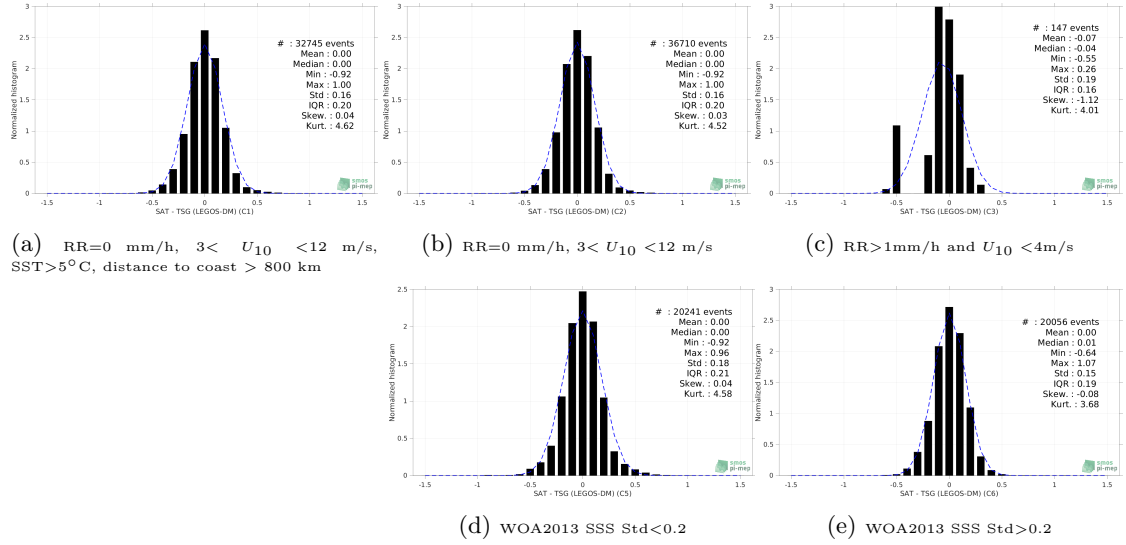 3
2.5
2
1.5
1
0.5
0
Normalized histogram
# : 32745 events
Mean : 0.00
Median : 0.00
Min : -0.92
Max : 1.00
Std : 0.16
IQR : 0.20
Skew. : 0.04
Kurt. : 4.62
smos
pi-mep
-1.5 -1 -0.5 0 0.5 1 1.5
SAT - TSG (LEGOS-DM) (C1)
(a) RR=0 mm/h, 3< U10 <12 m/s,
SST>5°C, distance to coast > 800 km
3
2.5
2
1.5
1
0.5
0
Normalized histogram
# : 36710 events
Mean : 0.00
Median : 0.00
Min : -0.92
Max : 1.00
Std : 0.16
IQR : 0.20
Skew. : 0.03
Kurt. : 4.52
smos
pi-mep
-1.5 -1 -0.5 0 0.5 1 1.5
SAT - TSG (LEGOS-DM) (C2)
(b) RR=0 mm/h, 3< U10 <12 m/s
3
2.5
2
1.5
1
0.5
0
Normalized histogram
# : 147 events
Mean : -0.07
Median : -0.04
Min : -0.55
Max : 0.26
Std : 0.19
IQR : 0.16
Skew. : -1.12
Kurt. : 4.01
smos
pi-mep
-1.5 -1 -0.5 0 0.5 1 1.5
SAT - TSG (LEGOS-DM) (C3)
(c) RR>1mm/h and U10 <4m/s
2.5
2
1.5
1
0.5
0
Normalized histogram
# : 20241 events
Mean : 0.00
Median : 0.00
Min : -0.92
Max : 0.96
Std : 0.18
IQR : 0.21
Skew. : 0.04
Kurt. : 4.58
smos
pi-mep
-1.5 -1 -0.5 0 0.5 1 1.5
SAT - TSG (LEGOS-DM) (C5)
(d) WOA2013 SSS Std<0.2
3
2.5
2
1.5
1
0.5
0
Normalized histogram
# : 20056 events
Mean : 0.00
Median : 0.01
Min : -0.64
Max : 1.07
Std : 0.15
IQR : 0.19
Skew. : -0.08
Kurt. : 3.68
smos
pi-mep
-1.5 -1 -0.5 0 0.5 1 1.5
SAT - TSG (LEGOS-DM) (C6)
(e) WOA2013 SSS Std>0.2